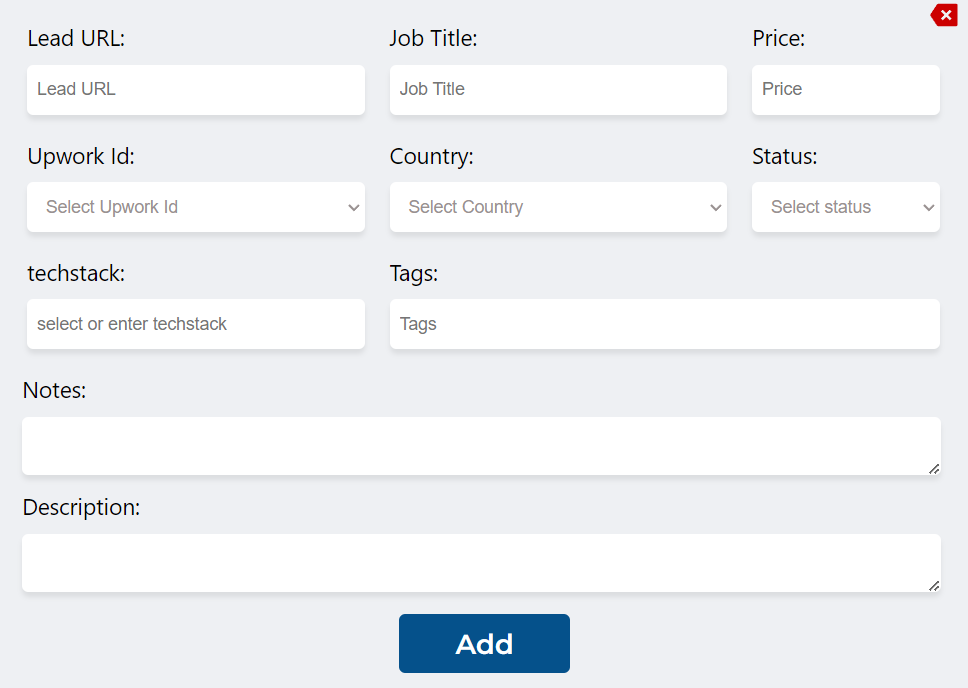 Lead URL: Job Title: Price:
Lead URL Job Title Price
Upwork Id: Country: Status:
Select Upwork Id Select Country Select status
techstack: Tags:
select or enter techstack Tags
Notes:
Description:
Add